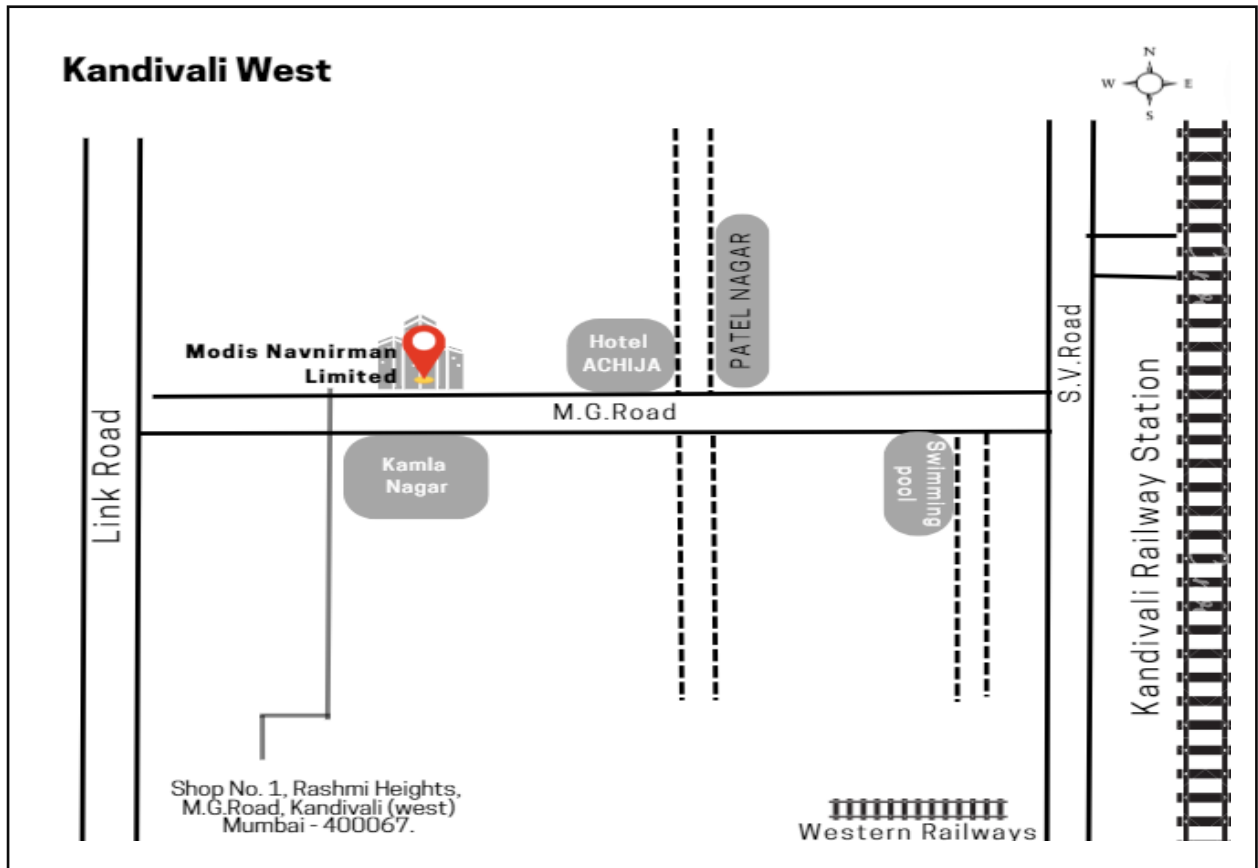 Kandivali West
N
W
E
S
PATEL NAGAR
Hotel
ACHIJA
Modis Navnirman
Limited
S.V.Road
M.G.Road
Link Road
Kamla
Nagar
Swimming
pool
Kandivali Railway Station
Shop No. 1, Rashmi Heights,
M.G.Road, Kandivali (west)
Mumbai - 400067.
Western Railways